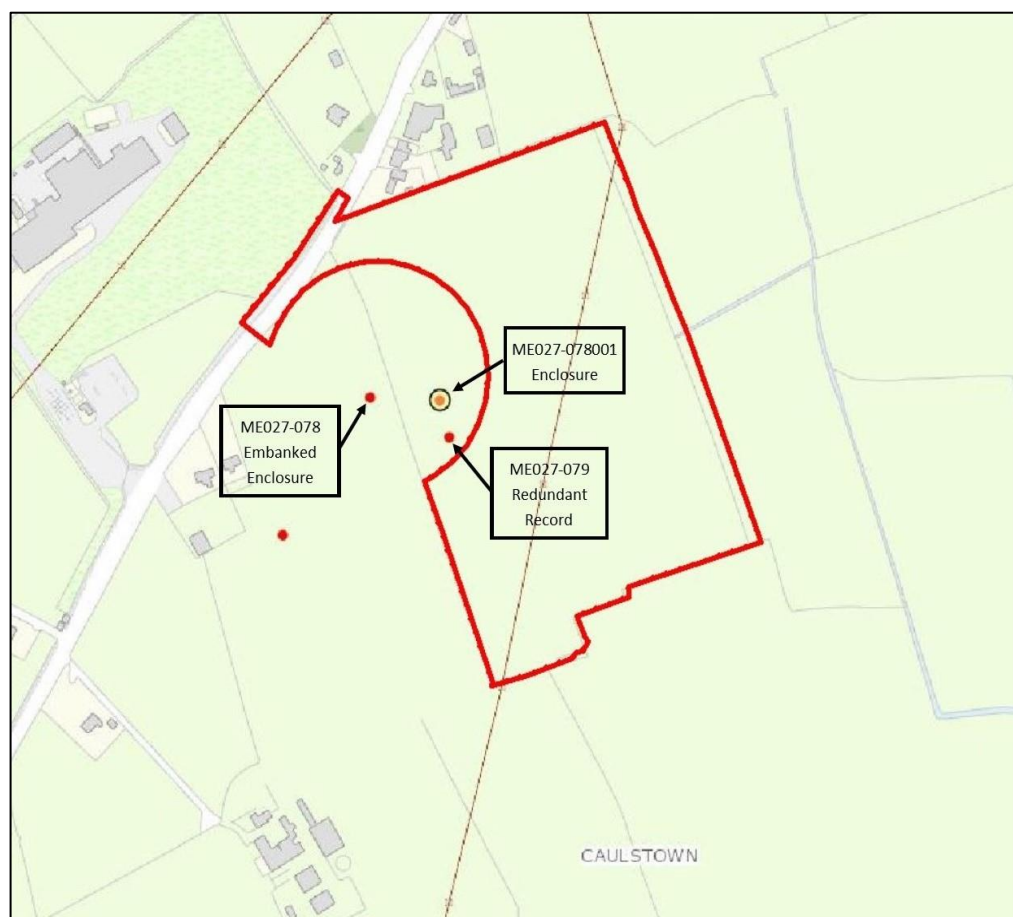 ME027-078001
Enclosure
ME027-078
Embanked
Enclosure
ME027-079
Redundant
Record
CAULSTOWN